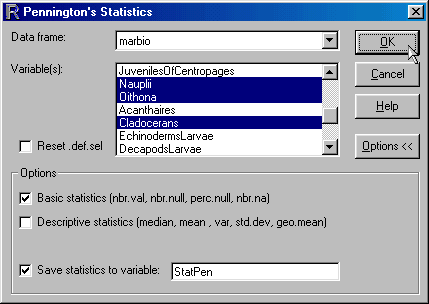 Pennington's Statistics
Data frame:
marbio
OK
Variable(s):
JuvenilesOfCentropages
Nauplii
Oithona
Acanthaires
Cladocerans
EchinodermsLarvae
DecapodsLarvae
Cancel
Help
Reset .def.sel
Options <<
Options
Basic statistics (nbr.val, nbr.null, perc.null, nbr.na)
Descriptive statistics (median, mean , var, std.dev, geo.mean)
Save statistics to variable:
StatPen